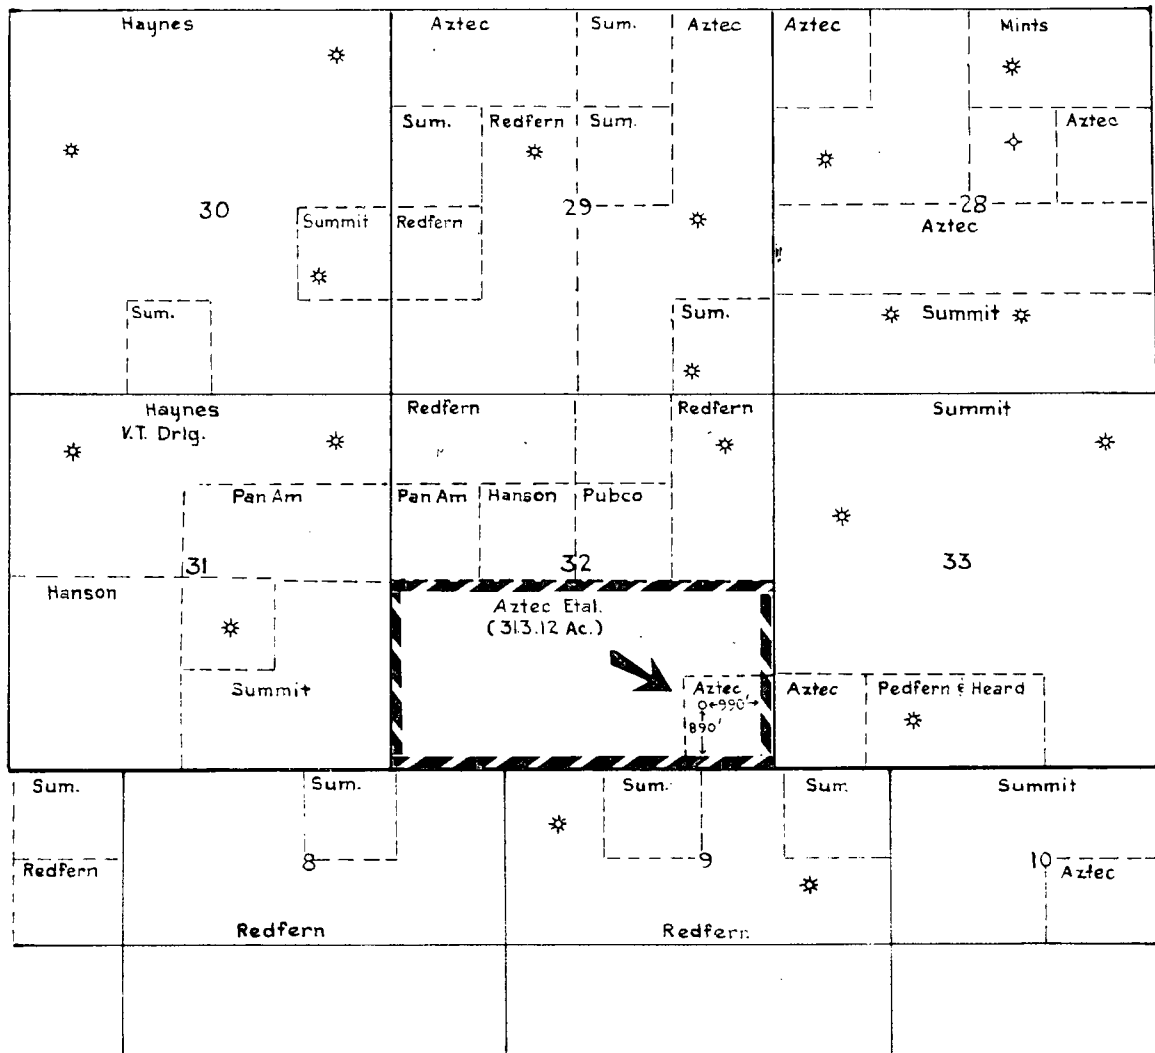 Haynes
Aztec
Sum.
Aztec
Aztec
Mints
Sum.
Redfern
Sum.
Aztec
30
Summit
Redfern
29
28
Aztec
Sum.
Sum.
Summit
Haynes
V.T. Drlg.
Redfern
Redfern
Summit
Pan Am
Pan Am
Hanson
Pubco
31
32
33
Hanson
Aztec Etal.
(313.12 Ac.)
Summit
Aztec
990'
890'
Aztec
Pedfern & Heard
Sum.
Sum.
Sum.
Sum
Summit
Redfern
8
9
10
Aztec
Redfern
Redfern